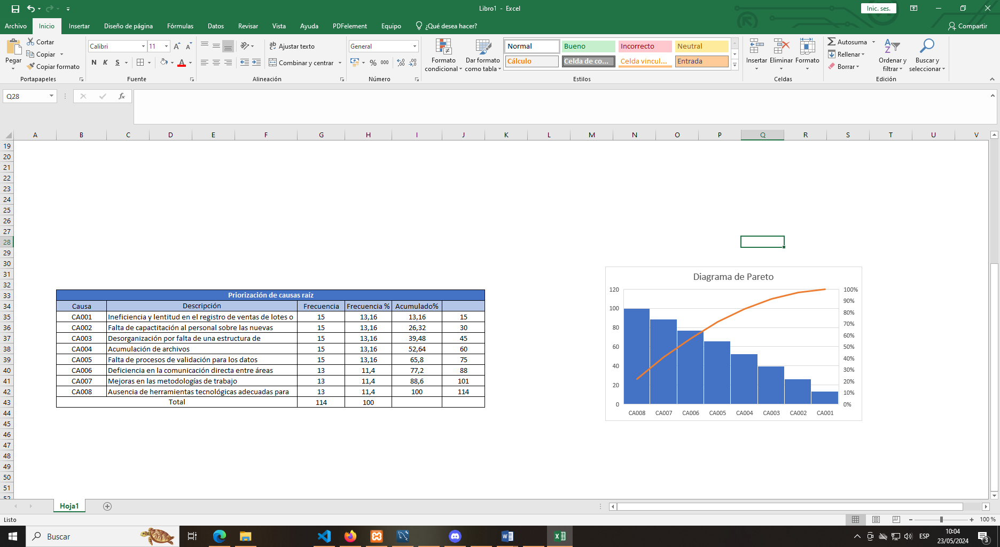 Libro1 - Excel
Inic. ses.
Archivo Inicio Insertar Diseño de página Fórmulas Datos Revisar Vista Ayuda PDFelement Equipo ¿Qué desea hacer? Compartir
Pegar
Cortar
Copiar
Copiar formato
Portapapeles
Calibri 11
N K S A
Fuente
Ajustar texto
Combinar y centrar
Alineación
General
% 000
Número
Formato condicional
Dar formato como tabla
Normal Bueno Incorrecto Neutral
Cálculo Celda de co... Celda vincul... Entrada
Estilos
Insertar Eliminar Formato
Celdas
Autosuma
Rellenar
Borrar
Ordenar y filtrar
Buscar y seleccionar
Edición
Q28
fx
A B C D E F G H I J K L M N O P Q R S T U V
19
20
21
22
23
24
25
26
27
28
29
30
31
32
33 Priorización de causas raíz
34 Causa Descripción Frecuencia Frecuencia % Acumulado%
35 CA001 Ineficiencia y lentitud en el registro de ventas de lotes o 15 13,16 13,16 15
36 CA002 Falta de capactitación al personal sobre las nuevas 15 13,16 26,32 30
37 CA003 Desorganización por falta de una estructura de 15 13,16 39,48 45
38 CA004 Acumulación de archivos 15 13,16 52,64 60
39 CA005 Falta de procesos de validación para los datos 15 13,16 65,8 75
40 CA006 Deficiencia en la comunicación directa entre áreas 13 11,4 77,2 88
41 CA007 Mejoras en las metodologías de trabajo 13 11,4 88,6 101
42 CA008 Ausencia de herramientas tecnológicas adecuadas para 13 11,4 100 114
43 Total 114 100
44
45
46
47
48
49
50
51
52
Diagrama de Pareto
120
100
80
60
40
20
0
100%
90%
80%
70%
60%
50%
40%
30%
20%
10%
0%
CA008 CA007 CA006 CA005 CA004 CA003 CA002 CA001
Hoja1
Listo
100 %
Buscar
ESP
10:04
23/05/2024
3